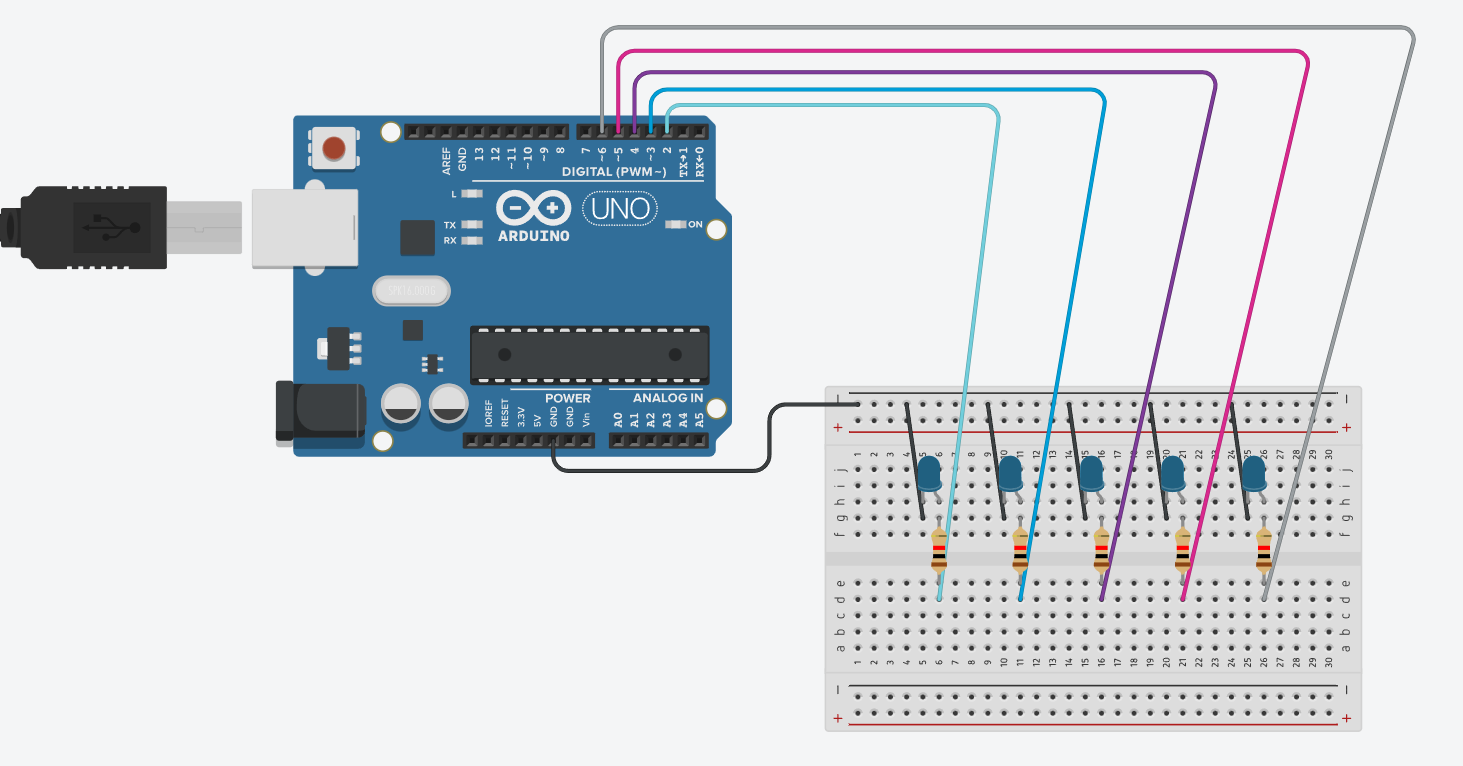 AREF GND 13 12 ~11 ~10 ~9 8 7 ~6 ~5 4 ~3 2 TX→1 RX←0
DIGITAL (PWM ~)
L
TX
RX
UNO
ARDUINO
ON
POWER
ANALOG IN
IOREF RESET 3.3V 5V GND GND Vin A0 A1 A2 A3 A4 A5
− −
+ +
1 2 3 4 5 6 7 8 9 10 11 12 13 14 15 16 17 18 19 20 21 22 23 24 25 26 27 28 29 30
j j
i i
h h
g g
f f
e e
d d
c c
b b
a a
1 2 3 4 5 6 7 8 9 10 11 12 13 14 15 16 17 18 19 20 21 22 23 24 25 26 27 28 29 30
− −
+ +